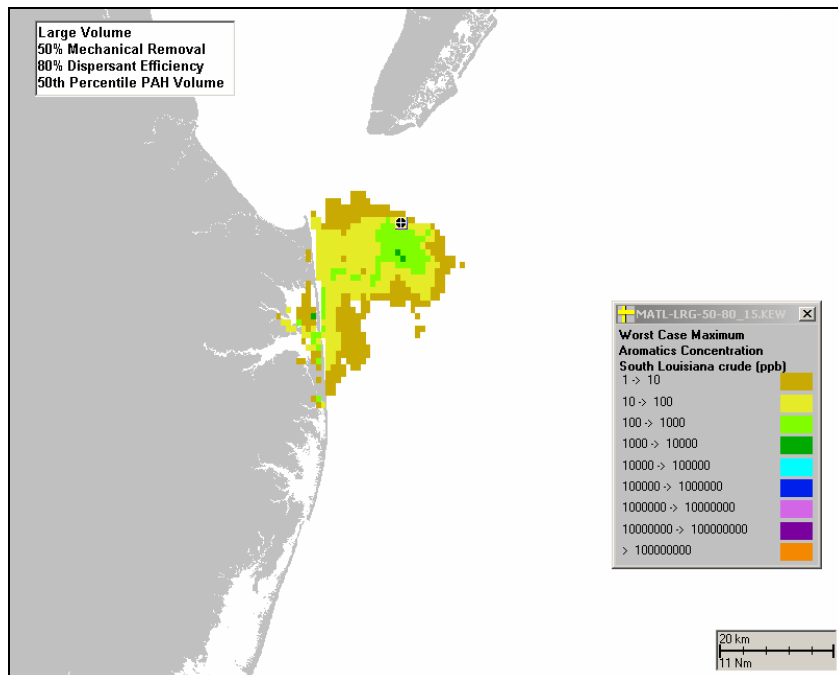 Large Volume
50% Mechanical Removal
80% Dispersant Efficiency
50th Percentile PAH Volume
MATL-LRG-50-80_15.KEW
Worst Case Maximum
Aromatics Concentration
South Louisiana crude (ppb)
1 -> 10
10 -> 100
100 -> 1000
1000 -> 10000
10000 -> 100000
100000 -> 1000000
1000000 -> 10000000
10000000 -> 100000000
> 100000000
20 km
11 Nm